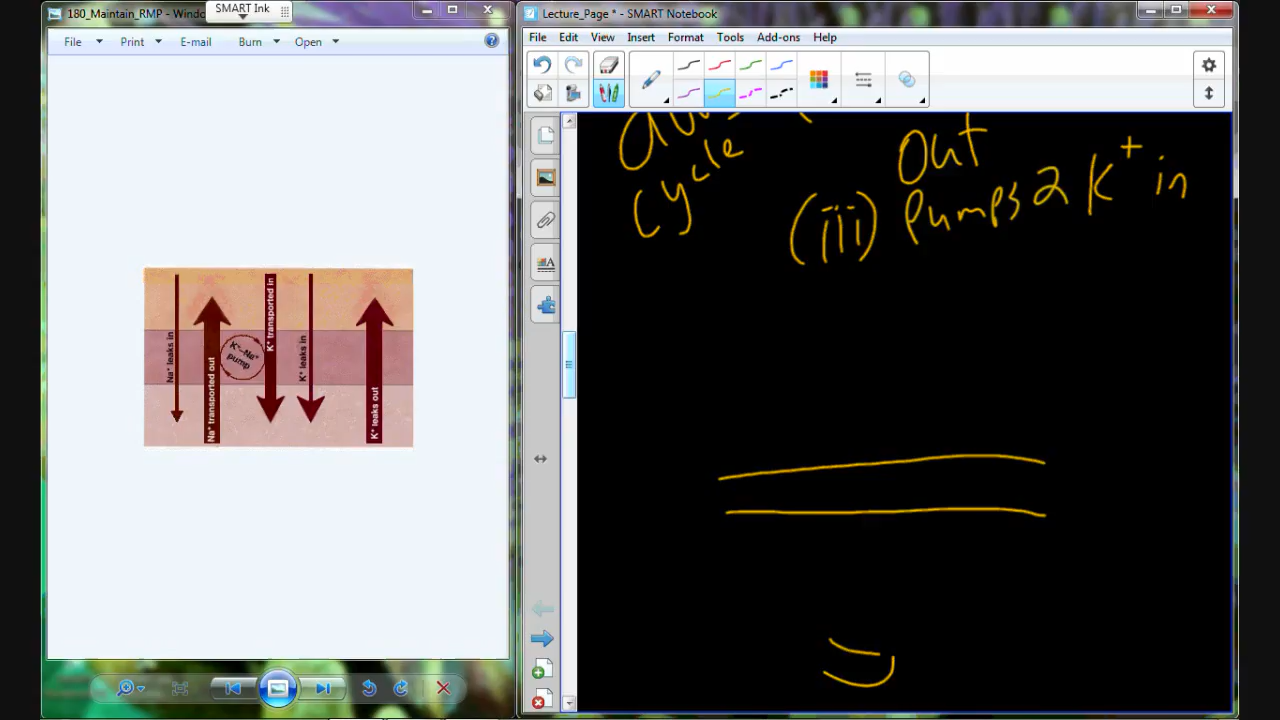 180_Maintain_RMP - Windo
SMART Ink
File Print E-mail Burn Open
Na⁺ leaks in
Na⁺ transported out
K⁺–Na⁺
pump
K⁺ transported in
K⁺ leaks in
K⁺ leaks out
Lecture_Page * - SMART Notebook
File Edit View Insert Format Tools Add-ons Help
Cycle
Out
(iii) Pumps 2 K⁺ in